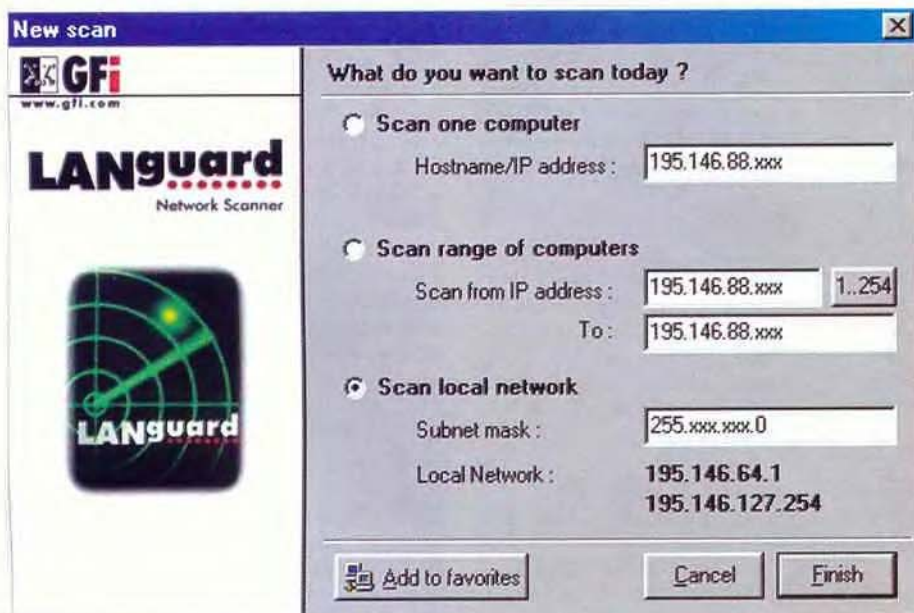 New scan
GFi
www.gfi.com
LANguard
Network Scanner
LANguard
What do you want to scan today ?
Scan one computer
Hostname/IP address : 195.146.88.xxx
Scan range of computers
Scan from IP address : 195.146.88.xxx 1..254
To : 195.146.88.xxx
Scan local network
Subnet mask : 255.xxx.xxx.0
Local Network : 195.146.64.1
195.146.127.254
Add to favorites Cancel Finish